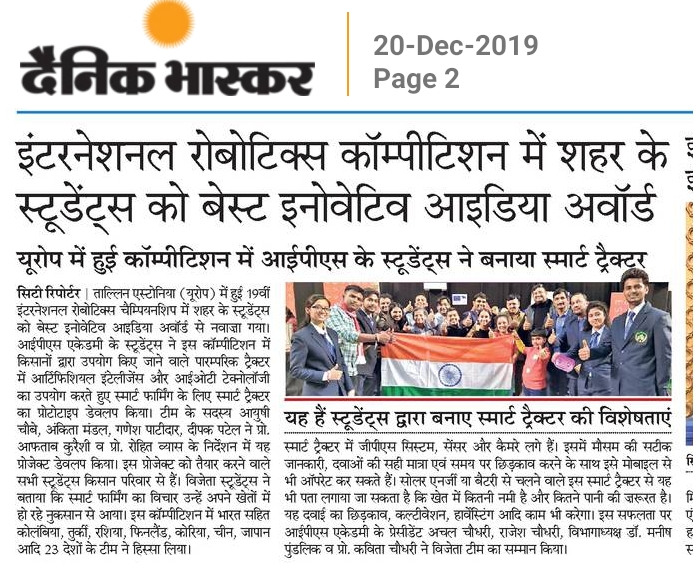 दैनिक भास्कर
20-Dec-2019
Page 2
इंटरनेशनल रोबोटिक्स कॉम्पीटिशन में शहर के
स्टूडेंट्स को बेस्ट इनोवेटिव आइडिया अवॉर्ड
यूरोप में हुई कॉम्पीटिशन में आईपीएस के स्टूडेंट्स ने बनाया स्मार्ट ट्रैक्टर
सिटी रिपोर्टर | ताल्लिन एस्टोनिया (यूरोप) में हुई 19वीं
इंटरनेशनल रोबोटिक्स चैम्पियनशिप में शहर के स्टूडेंट्स
को बेस्ट इनोवेटिव आइडिया अवॉर्ड से नवाजा गया।
आईपीएस एकेडमी के स्टूडेंट्स ने इस कॉम्पीटिशन में
किसानों द्वारा उपयोग किए जाने वाले पारम्परिक ट्रैक्टर
में आर्टिफिशियल इंटेलीजेंस और आईओटी टेक्नोलॉजी
का उपयोग करते हुए स्मार्ट फार्मिंग के लिए स्मार्ट ट्रैक्टर
का प्रोटोटाइप डेवलप किया। टीम के सदस्य आयुषी
चौबे, अंकिता मंडल, गणेश पाटीदार, दीपक पटेल ने प्रो.
आफताब कुरैशी व प्रो. रोहित व्यास के निर्देशन में यह
प्रोजेक्ट डेवलप किया। इस प्रोजेक्ट को तैयार करने वाले
सभी स्टूडेंट्स किसान परिवार से हैं। विजेता स्टूडेंट्स ने
बताया कि स्मार्ट फार्मिंग का विचार उन्हें अपने खेतों में
हो रहे नुकसान से आया। इस कॉम्पीटिशन में भारत सहित
कोलंबिया, तुर्की, रशिया, फिनलैंड, कोरिया, चीन, जापान
आदि 23 देशों के टीम ने हिस्सा लिया।
यह हैं स्टूडेंट्स द्वारा बनाए स्मार्ट ट्रैक्टर की विशेषताएं
स्मार्ट ट्रैक्टर में जीपीएस सिस्टम, सेंसर और कैमरे लगे हैं। इसमें मौसम की सटीक
जानकारी, दवाओं की सही मात्रा एवं समय पर छिड़काव करने के साथ इसे मोबाइल से
भी ऑपरेट कर सकते हैं। सोलर एनर्जी या बैटरी से चलने वाले इस स्मार्ट ट्रैक्टर से यह
भी पता लगाया जा सकता है कि खेत में कितनी नमी है और कितने पानी की जरूरत है।
यह दवाई का छिड़काव, कल्टीवेशन, हार्वेस्टिंग आदि काम भी करेगा। इस सफलता पर
आईपीएस एकेडमी के प्रेसीडेंट अचल चौधरी, राजेश चौधरी, विभागाध्यक्ष डॉ. मनीष
पुंडलिक व प्रो. कविता चौधरी ने विजेता टीम का सम्मान किया।